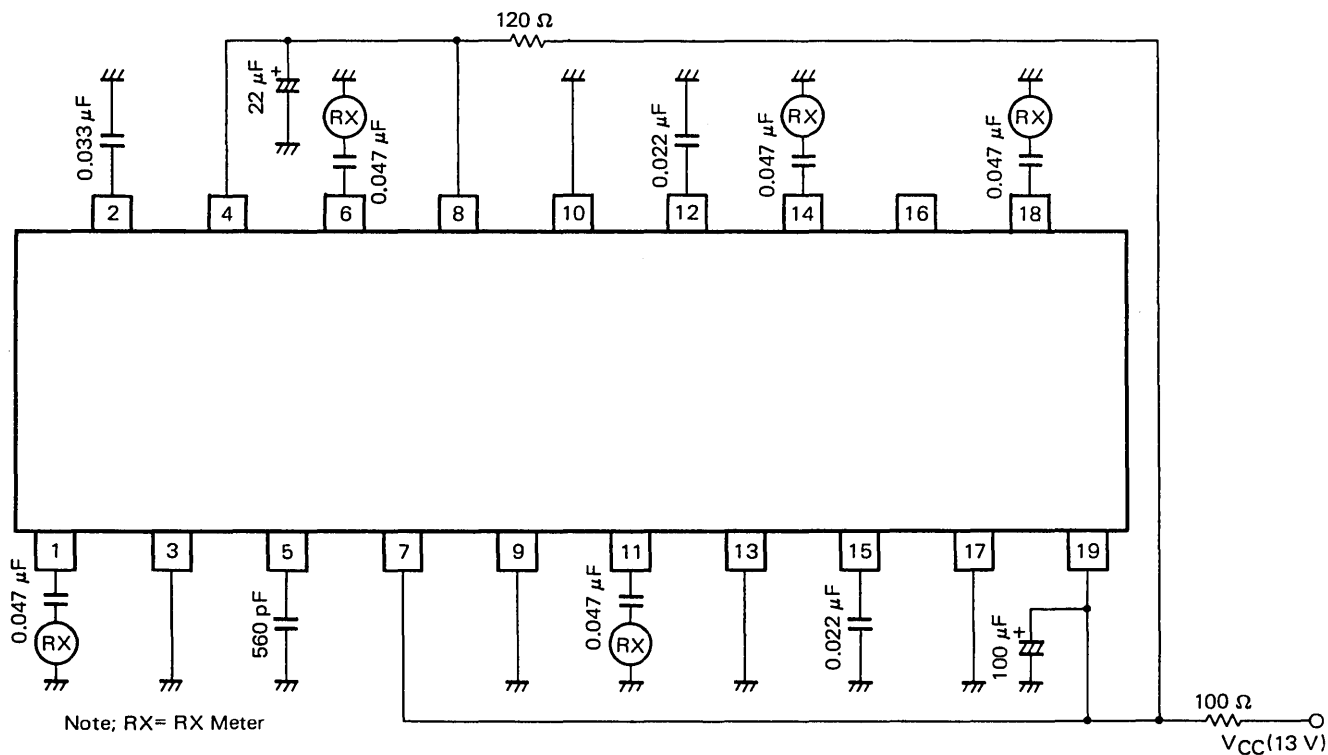 120 Ω
22 μF
+
0.033 μF
RX
0.047 μF
0.022 μF
RX
0.047 μF
RX
0.047 μF
2
4
6
8
10
12
14
16
18
1
3
5
7
9
11
13
15
17
19
0.047 μF
RX
560 pF
0.047 μF
RX
0.022 μF
100 μF
+
100 Ω
VCC(13 V)
Note; RX= RX Meter